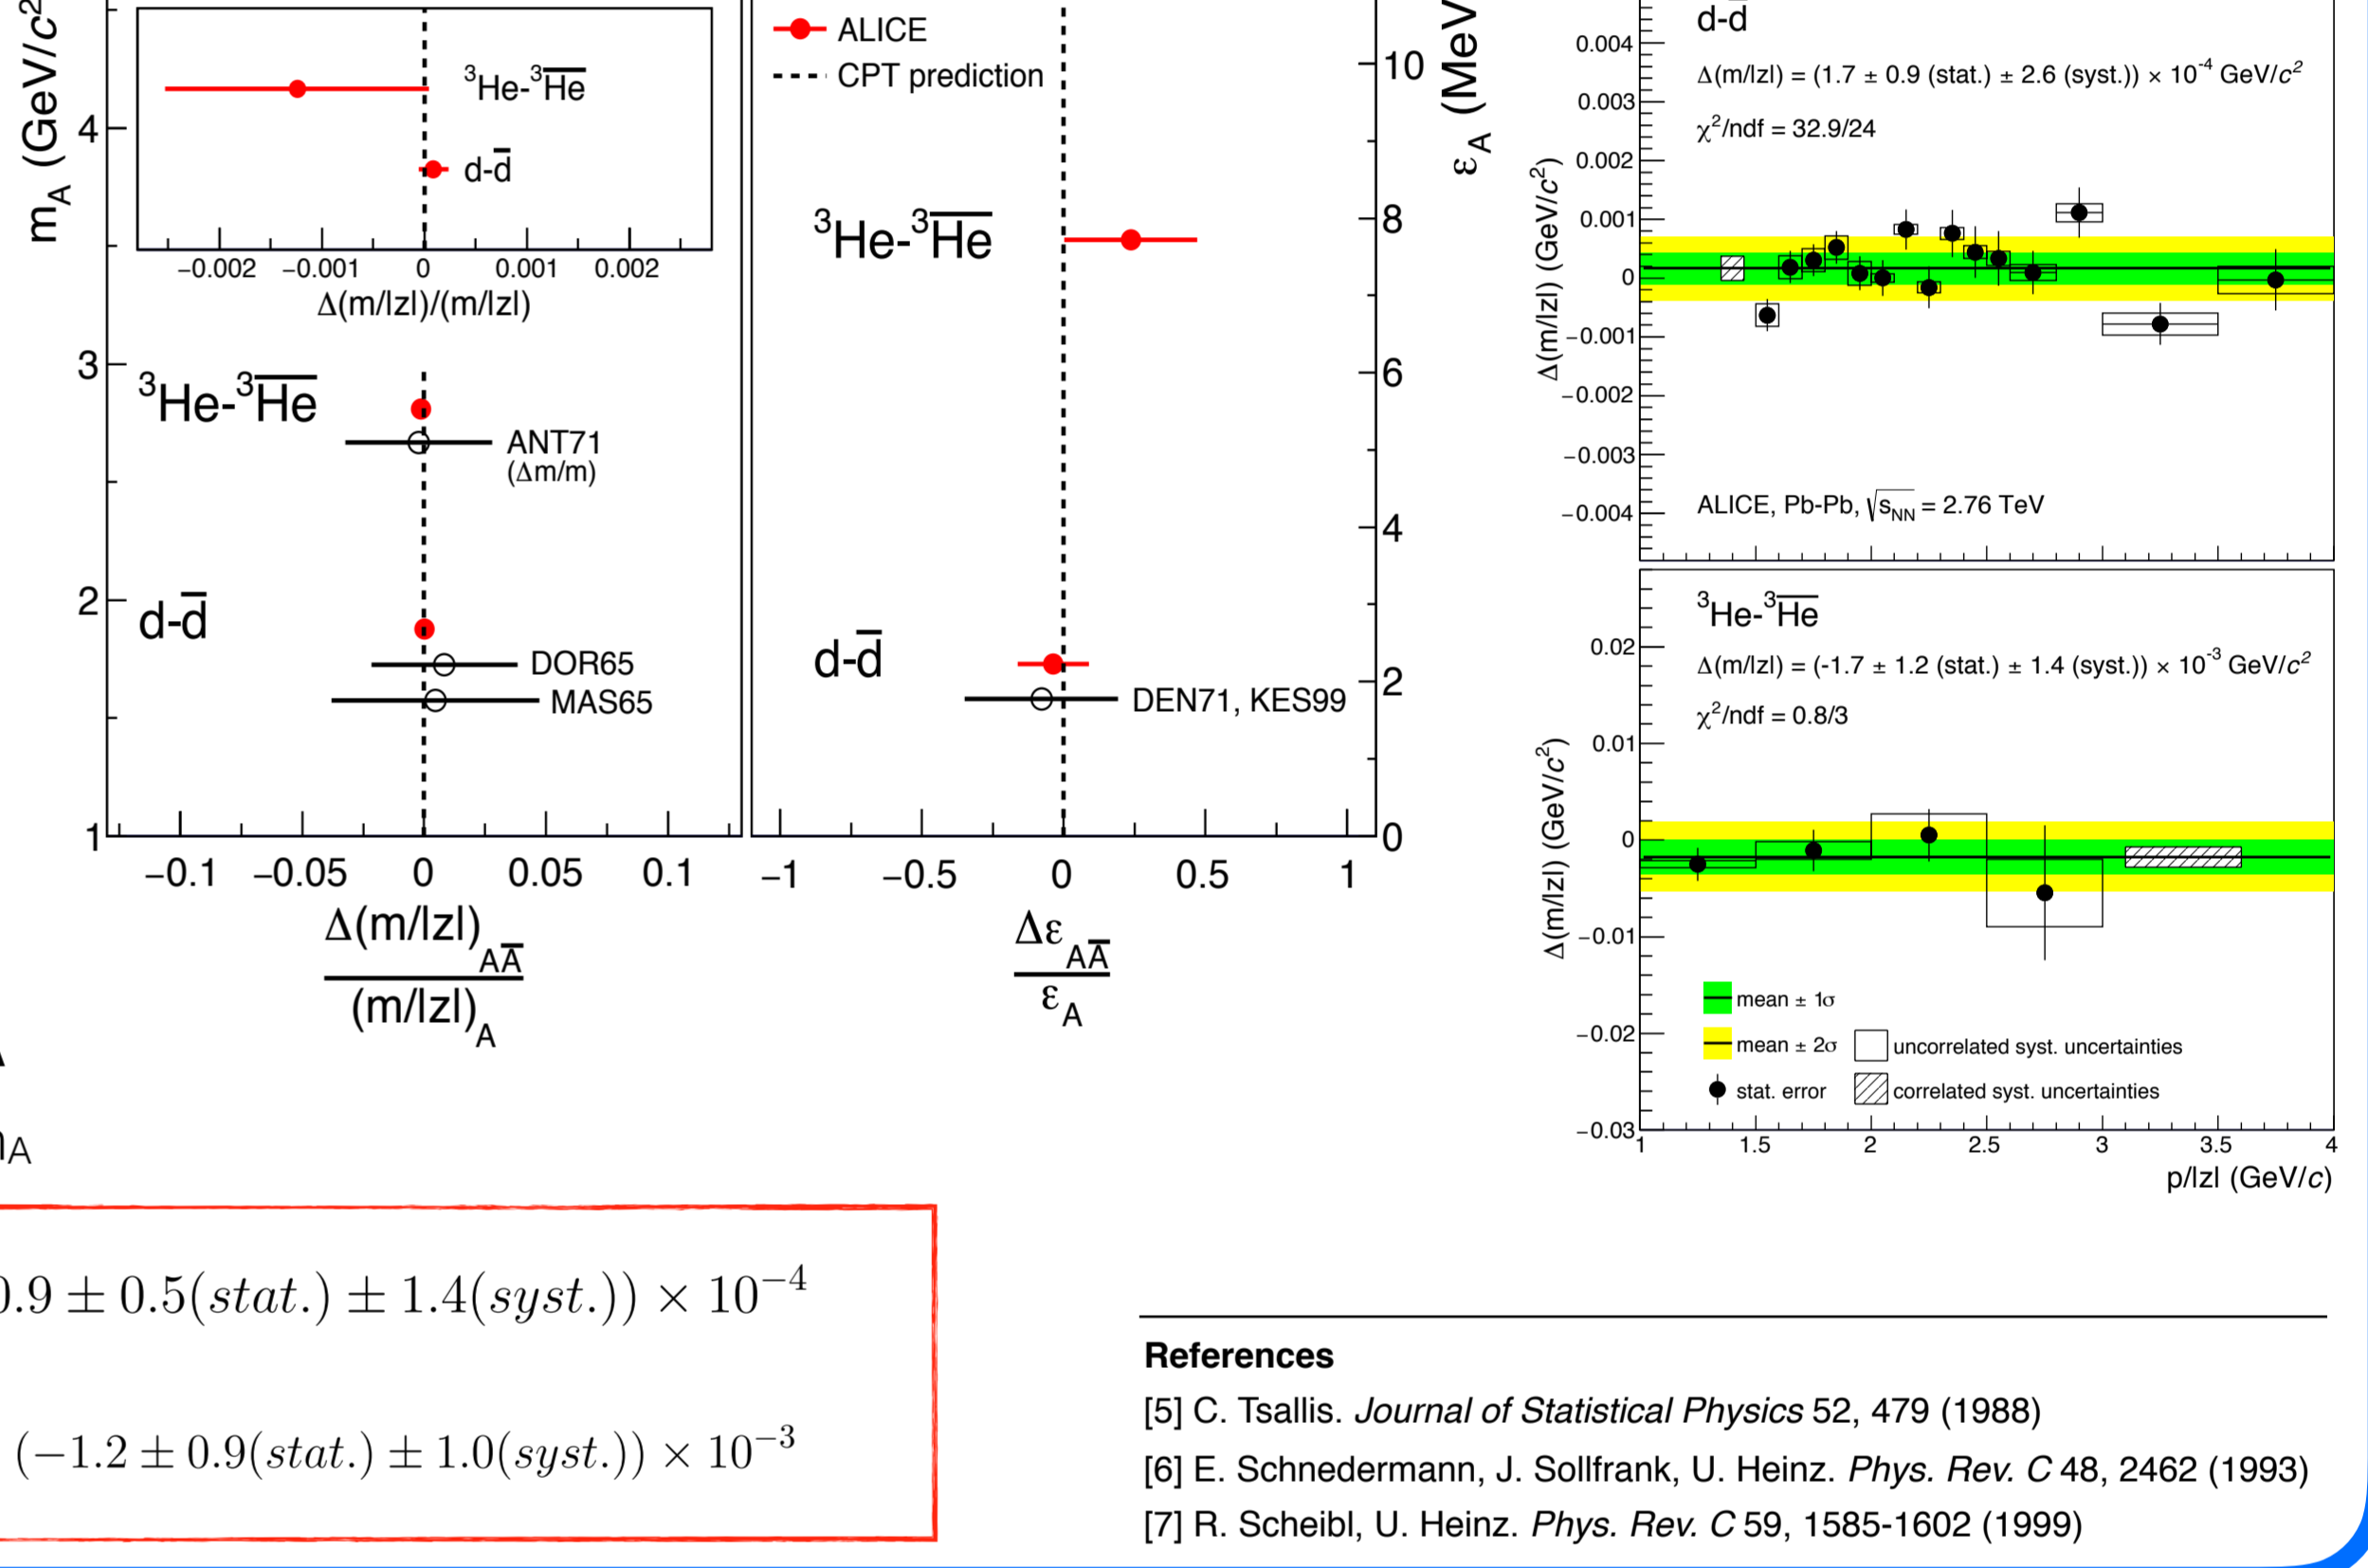 m_A (GeV/c²
4
3
2
1
³He-³H̅e̅
d-d̅
−0.002 −0.001 0 0.001 0.002
Δ(m/|z|)/(m/|z|)
³He-³H̅e̅
ANT71
(Δm/m)
d-d̅
DOR65
MAS65
−0.1 −0.05 0 0.05 0.1
Δ(m/|z|)_AA̅
(m/|z|)_A
ALICE
CPT prediction
³He-³H̅e̅
d-d̅
DEN71, KES99
−1 −0.5 0 0.5 1
Δε_AA̅
ε_A
ε_A (MeV
10
8
6
4
2
0
d-d̅
Δ(m/|z|) = (1.7 ± 0.9 (stat.) ± 2.6 (syst.)) × 10⁻⁴ GeV/c²
χ²/ndf = 32.9/24
Δ(m/|z|) (GeV/c²)
0.004
0.003
0.002
0.001
0
−0.001
−0.002
−0.003
−0.004
ALICE, Pb-Pb, √s_NN = 2.76 TeV
³He-³H̅e̅
Δ(m/|z|) = (-1.7 ± 1.2 (stat.) ± 1.4 (syst.)) × 10⁻³ GeV/c²
χ²/ndf = 0.8/3
Δ(m/|z|) (GeV/c²)
0.02
0.01
0
−0.01
−0.02
−0.03
mean ± 1σ
mean ± 2σ
uncorrelated syst. uncertainties
stat. error
correlated syst. uncertainties
1 1.5 2 2.5 3 3.5 4
p/|z| (GeV/c)
0.9 ± 0.5(stat.) ± 1.4(syst.)) × 10⁻⁴
(−1.2 ± 0.9(stat.) ± 1.0(syst.)) × 10⁻³
References
[5] C. Tsallis. Journal of Statistical Physics 52, 479 (1988)
[6] E. Schnedermann, J. Sollfrank, U. Heinz. Phys. Rev. C 48, 2462 (1993)
[7] R. Scheibl, U. Heinz. Phys. Rev. C 59, 1585-1602 (1999)